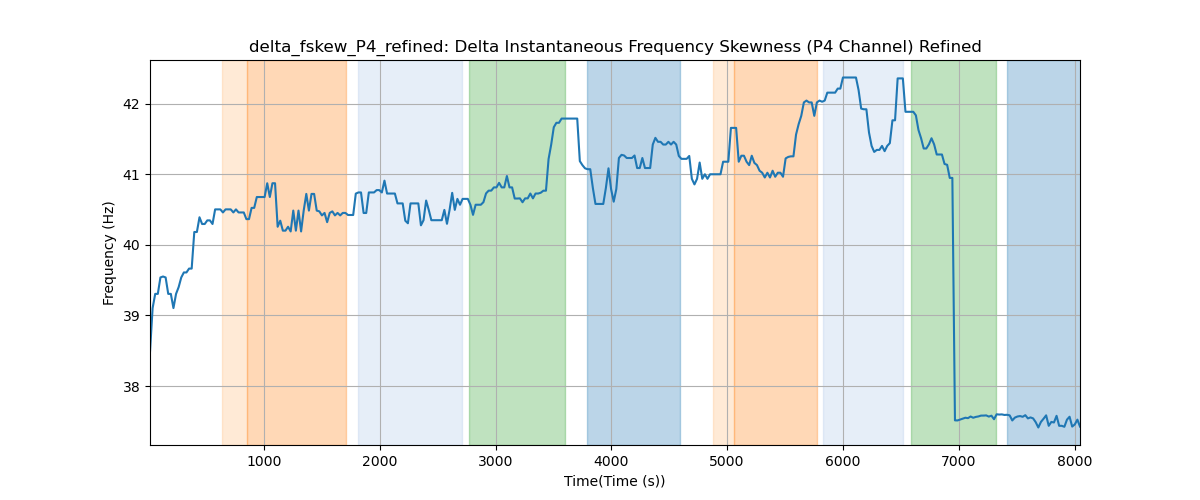 delta_fskew_P4_refined: Delta Instantaneous Frequency Skewness (P4 Channel) Refined
42
41
40
39
38
Frequency (Hz)
1000 2000 3000 4000 5000 6000 7000 8000
Time(Time (s))